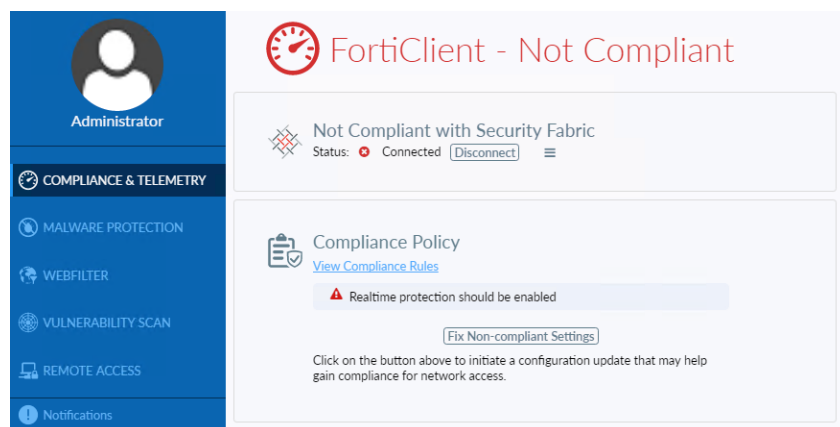 FortiClient - Not Compliant
Administrator
COMPLIANCE & TELEMETRY
MALWARE PROTECTION
WEBFILTER
VULNERABILITY SCAN
REMOTE ACCESS
Notifications
Not Compliant with Security Fabric
Status: Connected Disconnect
Compliance Policy
View Compliance Rules
Realtime protection should be enabled
Fix Non-compliant Settings
Click on the button above to initiate a configuration update that may help
gain compliance for network access.